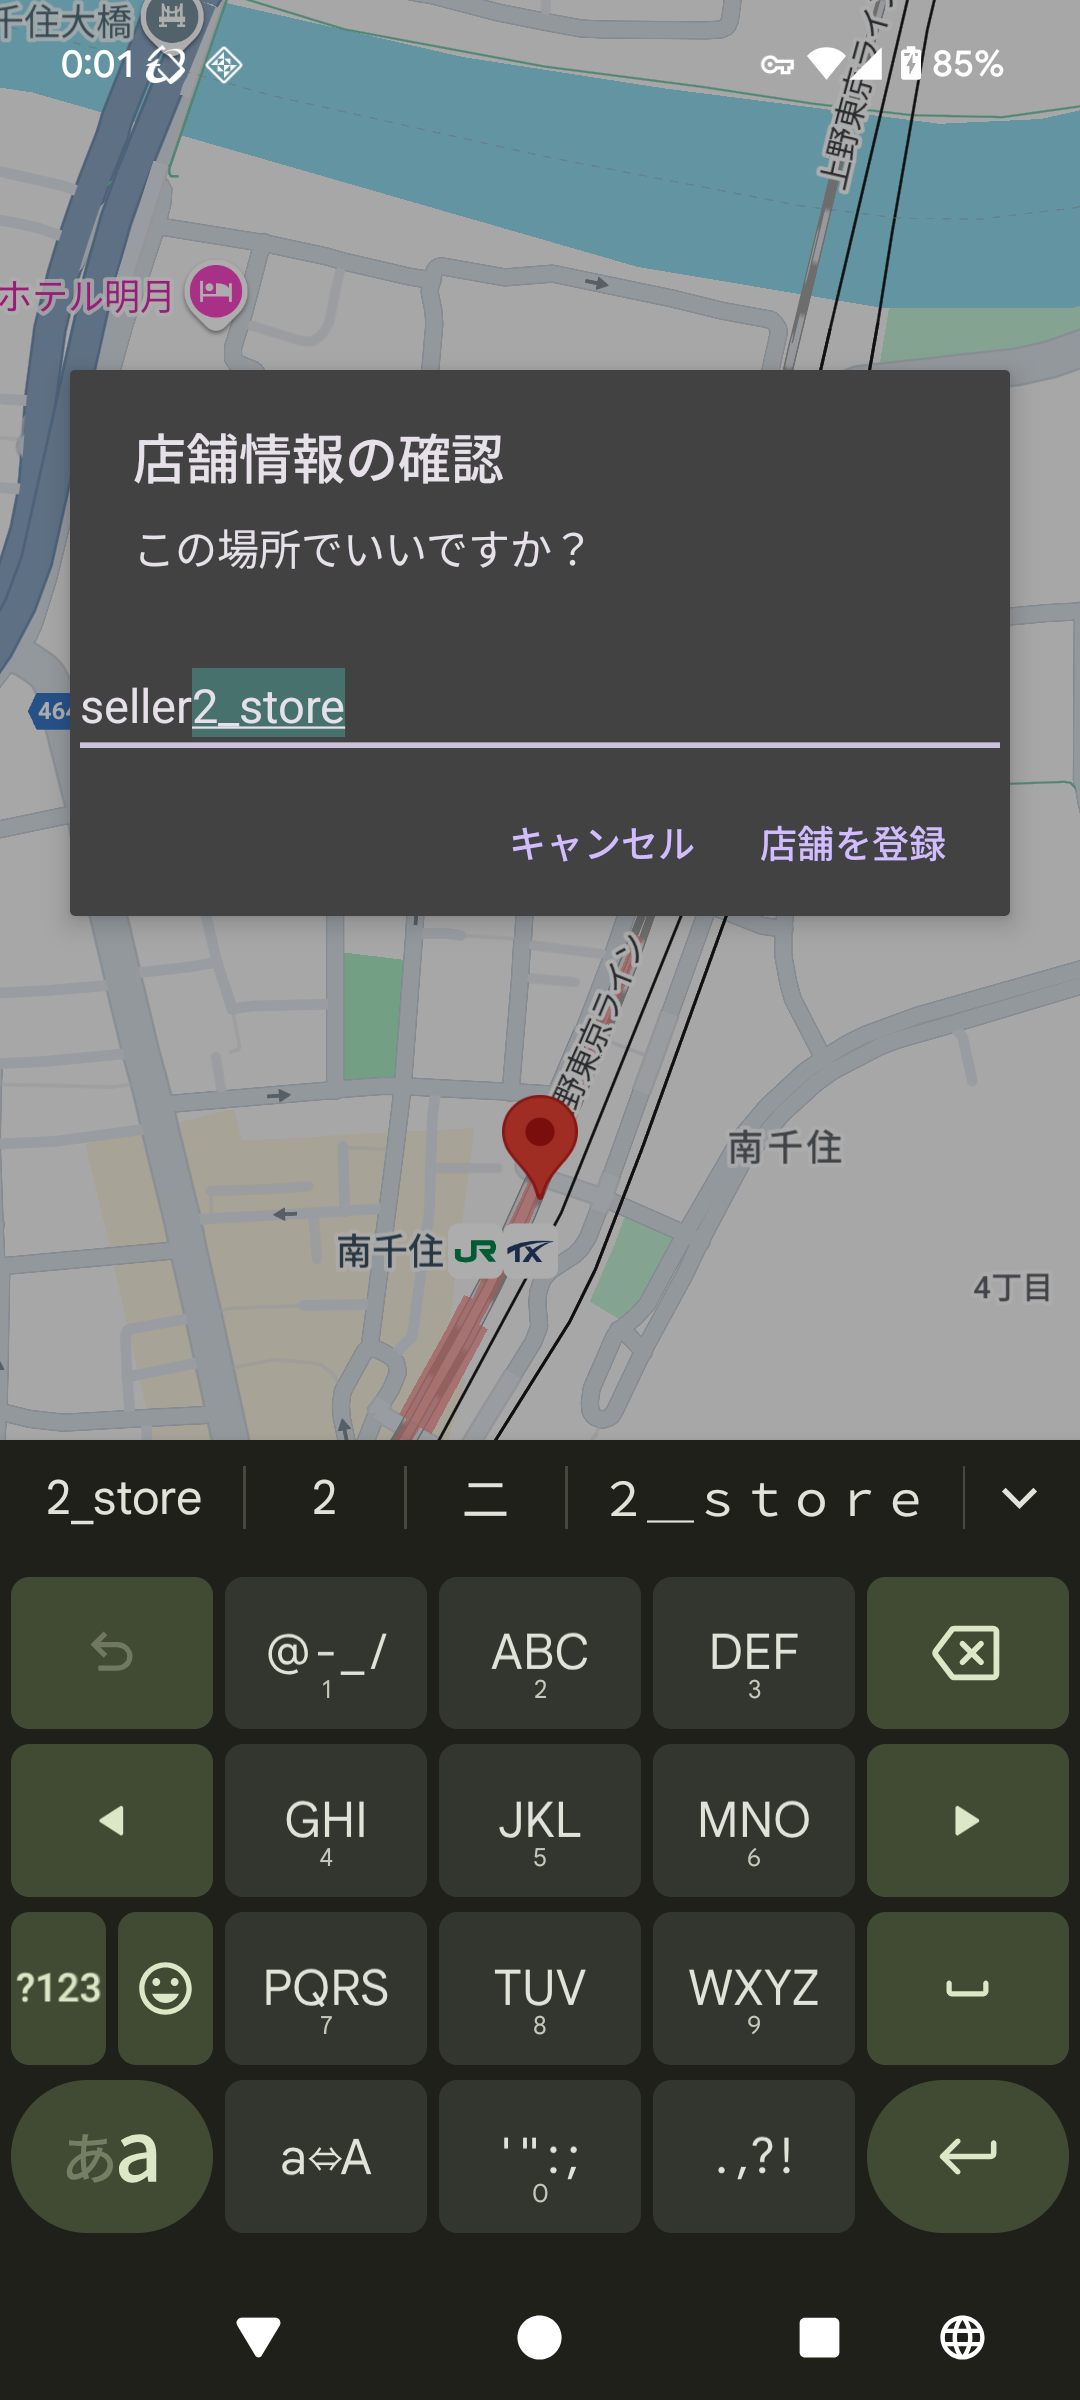 千住大橋
0:01
85%
上野東京ライン
ホテル明月
店舗情報の確認
この場所でいいですか？
464
seller2_store
キャンセル
店舗を登録
野東京ライン
南千住
南千住 JR TX
4丁目
2_store
2
二
２＿ｓｔｏｒｅ
@-_/
1
ABC
2
DEF
3
GHI
4
JKL
5
MNO
6
?123
PQRS
7
TUV
8
WXYZ
9
あa
a⇔A
'":;
0
.,?!